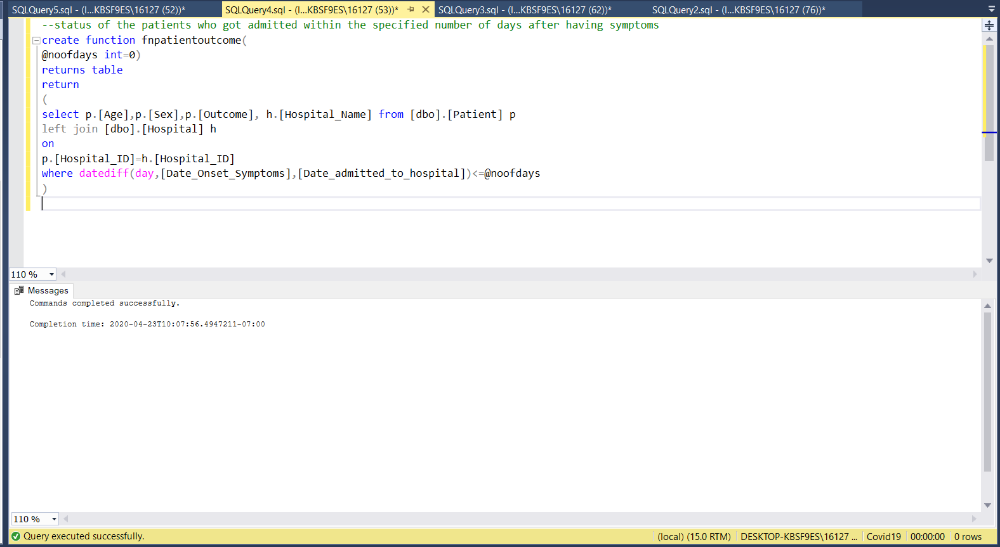 SQLQuery5.sql - (l...KBSF9ES\16127 (52))* SQLQuery4.sql - (l...KBSF9ES\16127 (53))* SQLQuery3.sql - (l...KBSF9ES\16127 (62))* SQLQuery2.sql - (l...KBSF9ES\16127 (76))*
--status of the patients who got admitted within the specified number of days after having symptoms
create function fnpatientoutcome(
@noofdays int=0)
returns table
return
(
select p.[Age],p.[Sex],p.[Outcome], h.[Hospital_Name] from [dbo].[Patient] p
left join [dbo].[Hospital] h
on
p.[Hospital_ID]=h.[Hospital_ID]
where datediff(day,[Date_Onset_Symptoms],[Date_admitted_to_hospital])<=@noofdays
)
110 %
Messages
Commands completed successfully.
Completion time: 2020-04-23T10:07:56.4947211-07:00
110 %
Query executed successfully. (local) (15.0 RTM) DESKTOP-KBSF9ES\16127 ... Covid19 00:00:00 0 rows